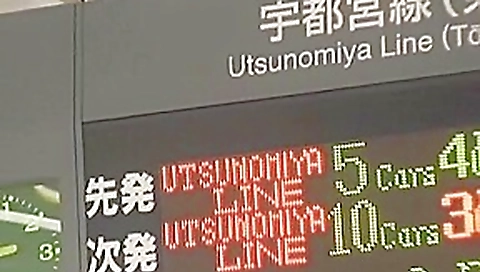 宇都宮線
Utsunomiya Line
先発 UTSUNOMIYA LINE 5 Cars
次発 UTSUNOMIYA LINE 10 Cars